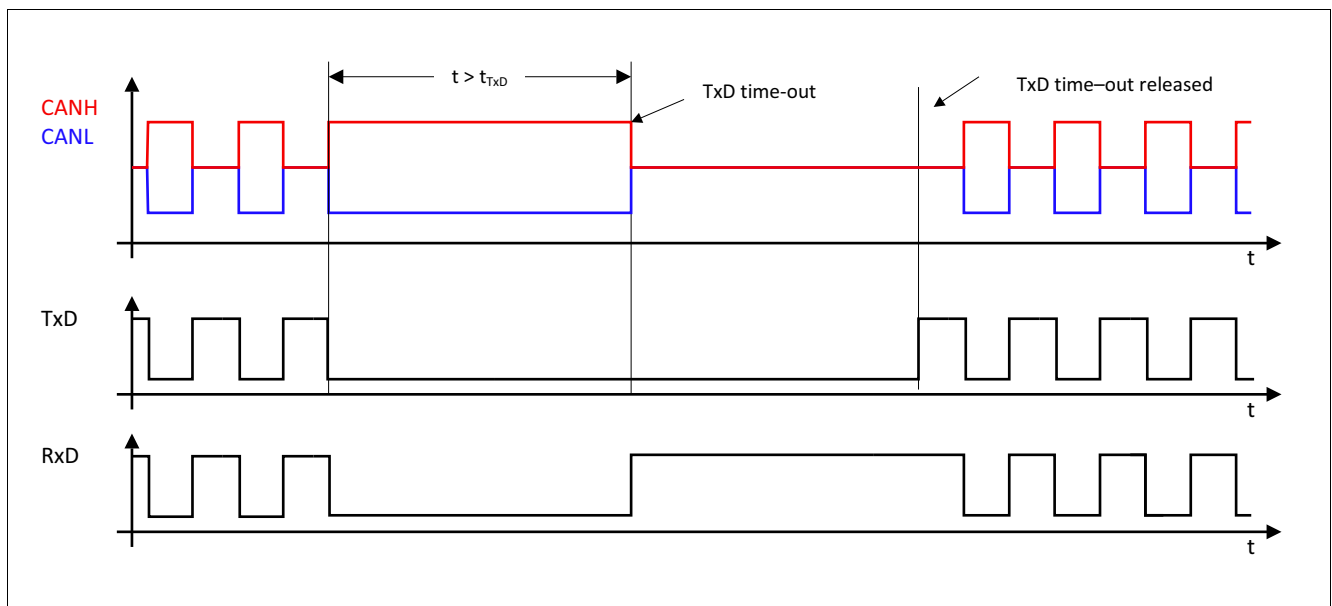 t > tTxD
TxD time-out
TxD time–out released
CANH
CANL
t
TxD
t
RxD
t